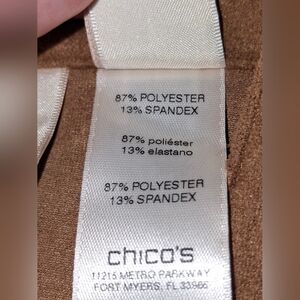 87% POLYESTER
13% SPANDEX
87% poliéster
13% elastano
87% POLYESTER
13% SPANDEX
chico's
11215 METRO PARKWAY
FORT MYERS, FL 33966